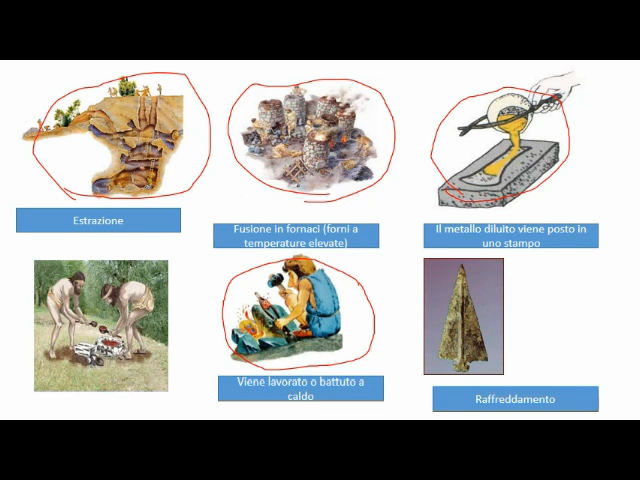 Estrazione
Fusione in fornaci (forni a
temperature elevate)
Il metallo diluito viene posto in
uno stampo
Viene lavorato o battuto a
caldo
Raffreddamento